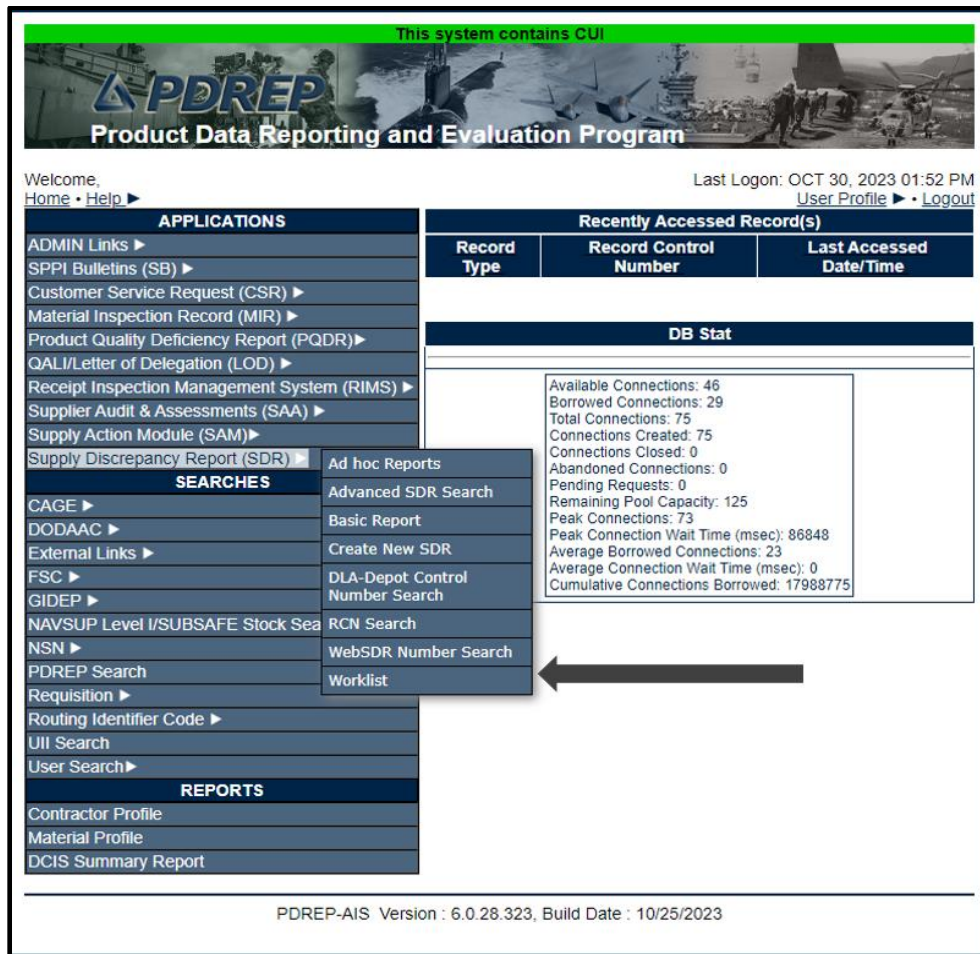 This system contains CUI
PDREP
Product Data Reporting and Evaluation Program
Welcome,
Last Logon: OCT 30, 2023 01:52 PM
Home • Help ▶
User Profile ▶ • Logout
APPLICATIONS
ADMIN Links ▶
SPPI Bulletins (SB) ▶
Customer Service Request (CSR) ▶
Material Inspection Record (MIR) ▶
Product Quality Deficiency Report (PQDR)▶
QALI/Letter of Delegation (LOD) ▶
Receipt Inspection Management System (RIMS) ▶
Supplier Audit & Assessments (SAA) ▶
Supply Action Module (SAM)▶
Supply Discrepancy Report (SDR) ▶
SEARCHES
CAGE ▶
DODAAC ▶
External Links ▶
FSC ▶
GIDEP ▶
NAVSUP Level I/SUBSAFE Stock Sea
NSN ▶
PDREP Search
Requisition ▶
Routing Identifier Code ▶
UII Search
User Search▶
REPORTS
Contractor Profile
Material Profile
DCIS Summary Report
Ad hoc Reports
Advanced SDR Search
Basic Report
Create New SDR
DLA-Depot Control
Number Search
RCN Search
WebSDR Number Search
Worklist
Recently Accessed Record(s)
Record Type
Record Control Number
Last Accessed Date/Time
DB Stat
Available Connections: 46
Borrowed Connections: 29
Total Connections: 75
Connections Created: 75
Connections Closed: 0
Abandoned Connections: 0
Pending Requests: 0
Remaining Pool Capacity: 125
Peak Connections: 73
Peak Connection Wait Time (msec): 86848
Average Borrowed Connections: 23
Average Connection Wait Time (msec): 0
Cumulative Connections Borrowed: 17988775
PDREP-AIS Version : 6.0.28.323, Build Date : 10/25/2023